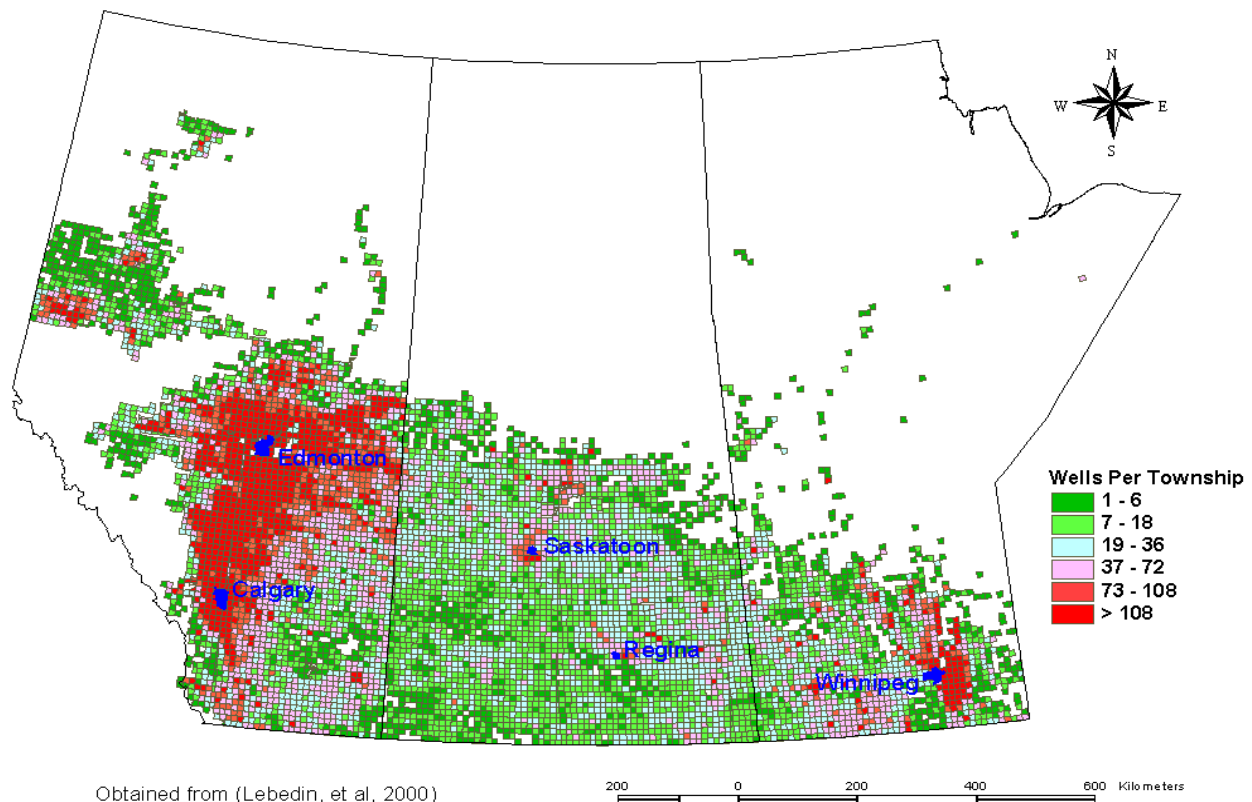 N
W E
S
Edmonton
Saskatoon
Calgary
Regina
Winnipeg
Wells Per Township
1 - 6
7 - 18
19 - 36
37 - 72
73 - 108
> 108
200 0 200 400 600 Kilometers
Obtained from (Lebedin, et al, 2000)